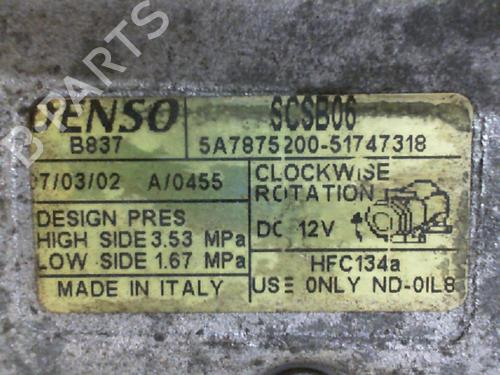 B-PARTS
DENSO SCSB06
B837 5A7875200-51747318
07/03/02 A/0455 CLOCKWISE ROTATION
DESIGN PRES
HIGH SIDE 3.53 MPa DC 12V
LOW SIDE 1.67 MPa HFC134a
MADE IN ITALY USE ONLY ND-OIL8